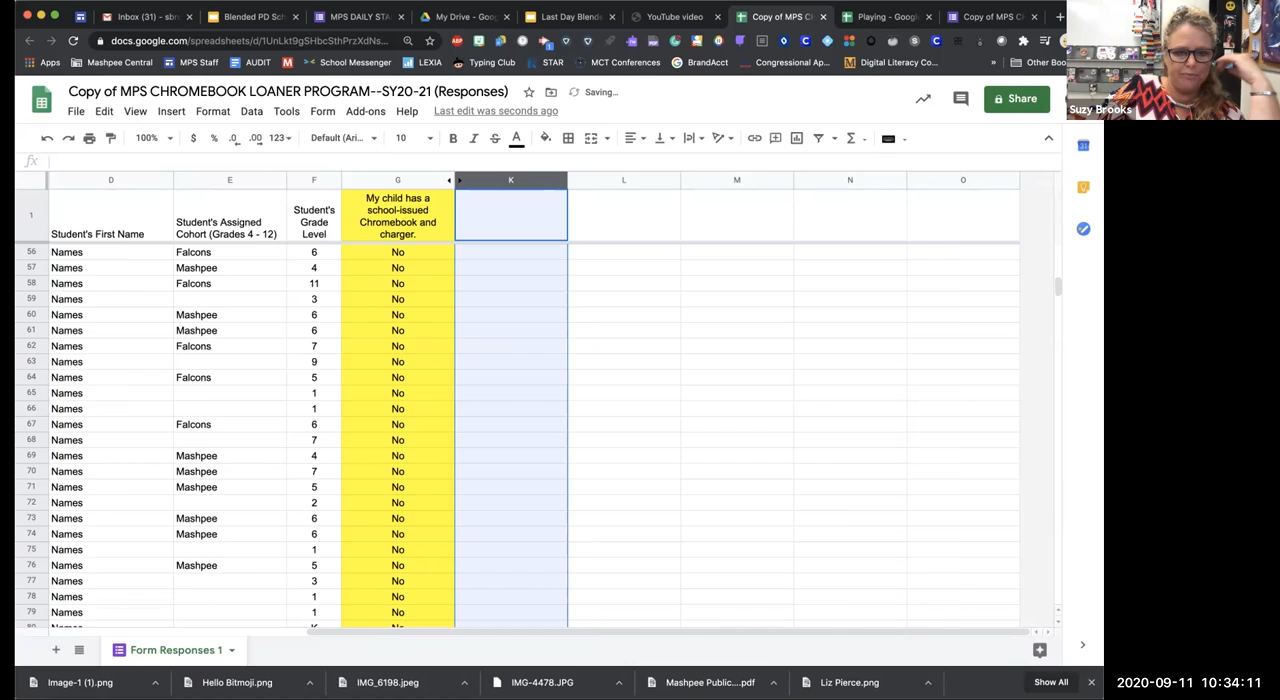 Inbox (31) - sbr
Blended PD Sch
MPS DAILY STA
My Drive - Goog
Last Day Blende
YouTube video
Copy of MPS C
Playing - Googl
Copy of MPS C
docs.google.com/spreadsheets/d/1UnLkt9gSHbcSthPrzXdNs...
Apps
Mashpee Central
MPS Staff
AUDIT
School Messenger
LEXIA
Typing Club
STAR
MCT Conferences
BrandAcct
Congressional Ap...
Digital Literacy Co...
»
Other Boo
Copy of MPS CHROMEBOOK LOANER PROGRAM--SY20-21 (Responses)
Saving...
File Edit View Insert Format Data Tools Form Add-ons Help Last edit was seconds ago
Share
Suzy Brooks
100% $ % .0 .00 123 Default (Ari... 10 B I S A
fx
D E F G K L M N O
1
Student's First Name
Student's Assigned
Cohort (Grades 4 - 12)
Student's
Grade
Level
My child has a
school-issued
Chromebook and
charger.
56 Names Falcons 6 No
57 Names Mashpee 4 No
58 Names Falcons 11 No
59 Names 3 No
60 Names Mashpee 6 No
61 Names Mashpee 6 No
62 Names Falcons 7 No
63 Names 9 No
64 Names Falcons 5 No
65 Names 1 No
66 Names 1 No
67 Names Falcons 6 No
68 Names 7 No
69 Names Mashpee 4 No
70 Names Mashpee 7 No
71 Names Mashpee 5 No
72 Names 2 No
73 Names Mashpee 6 No
74 Names Mashpee 6 No
75 Names 1 No
76 Names Mashpee 5 No
77 Names 3 No
78 Names 1 No
79 Names 1 No
80 Names K No
Form Responses 1
Image-1 (1).png
Hello Bitmoji.png
IMG_6198.jpeg
IMG-4478.JPG
Mashpee Public....pdf
Liz Pierce.png
Show All
2020-09-11 10:34:11